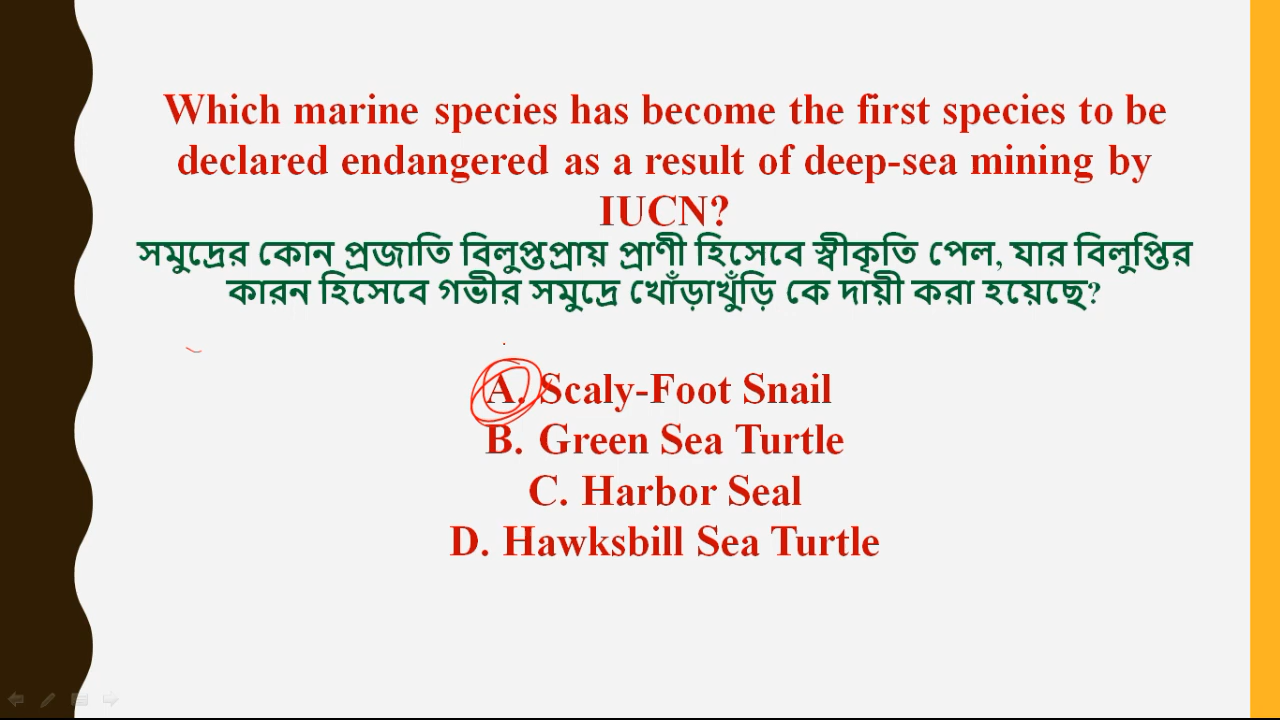 Which marine species has become the first species to be
declared endangered as a result of deep-sea mining by
IUCN?
সমুদ্রের কোন প্রজাতি বিলুপ্তপ্রায় প্রাণী হিসেবে স্বীকৃতি পেল, যার বিলুপ্তির
কারন হিসেবে গভীর সমুদ্রে খোঁড়াখুঁড়ি কে দায়ী করা হয়েছে?
A. Scaly-Foot Snail
B. Green Sea Turtle
C. Harbor Seal
D. Hawksbill Sea Turtle